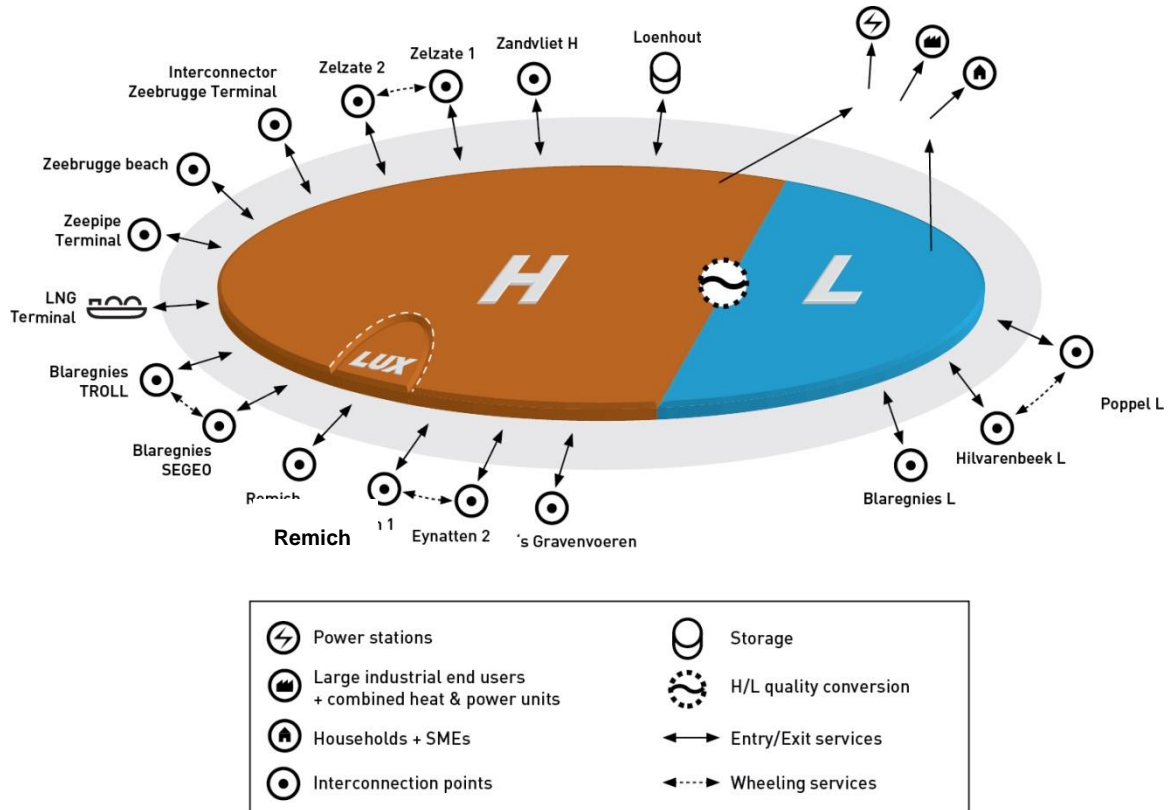 Loenhout
Zandvliet H
Zelzate 1
Zelzate 2
Interconnector
Zeebrugge Terminal
Zeebrugge beach
Zeepipe
Terminal
LNG
Terminal
Blaregnies
TROLL
Blaregnies
SEGEO
H
L
LUX
Poppel L
Hilvarenbeek L
Blaregnies L
Remich
1
Eynatten 2
's Gravenvoeren
Remich
Power stations
Large industrial end users
+ combined heat & power units
Households + SMEs
Interconnection points
Storage
H/L quality conversion
Entry/Exit services
Wheeling services